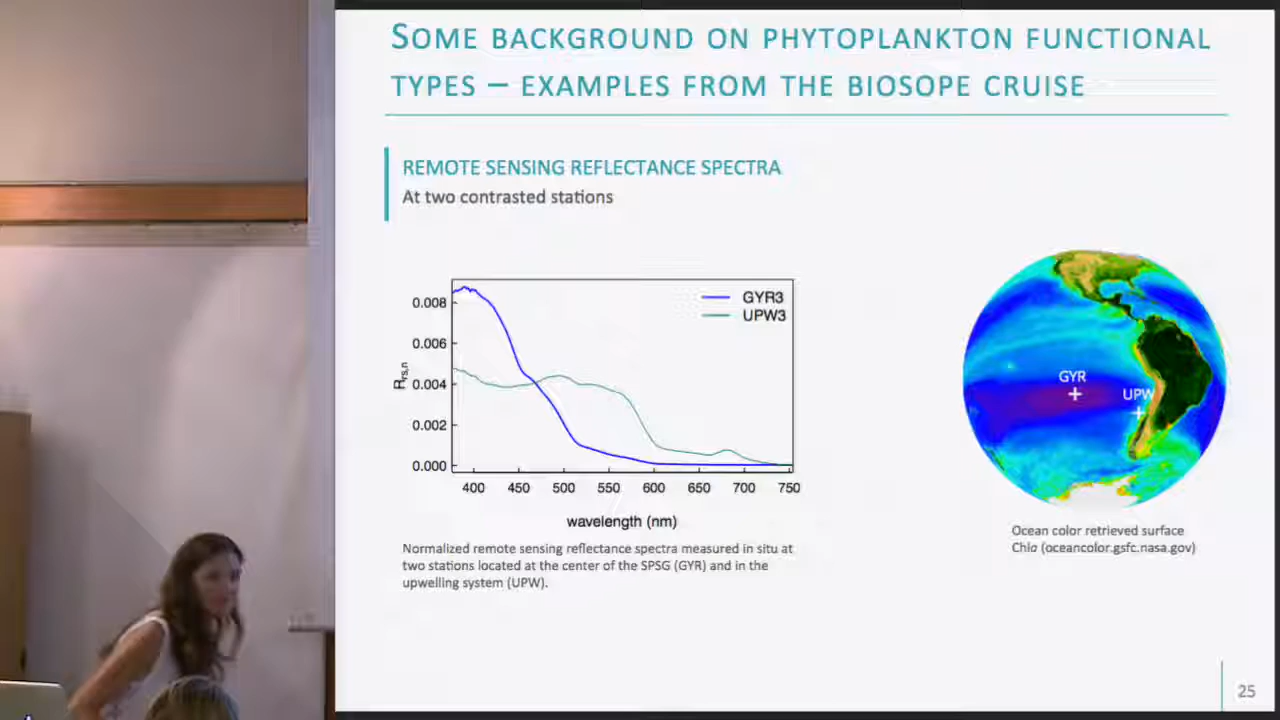 SOME BACKGROUND ON PHYTOPLANKTON FUNCTIONAL
TYPES – EXAMPLES FROM THE BIOSOPE CRUISE
REMOTE SENSING REFLECTANCE SPECTRA
At two contrasted stations
0.008
0.006
0.004
0.002
0.000
Rrs,n
GYR3
UPW3
400 450 500 550 600 650 700 750
wavelength (nm)
Normalized remote sensing reflectance spectra measured in situ at
two stations located at the center of the SPSG (GYR) and in the
upwelling system (UPW).
GYR
UPW
Ocean color retrieved surface
Chla (oceancolor.gsfc.nasa.gov)
25